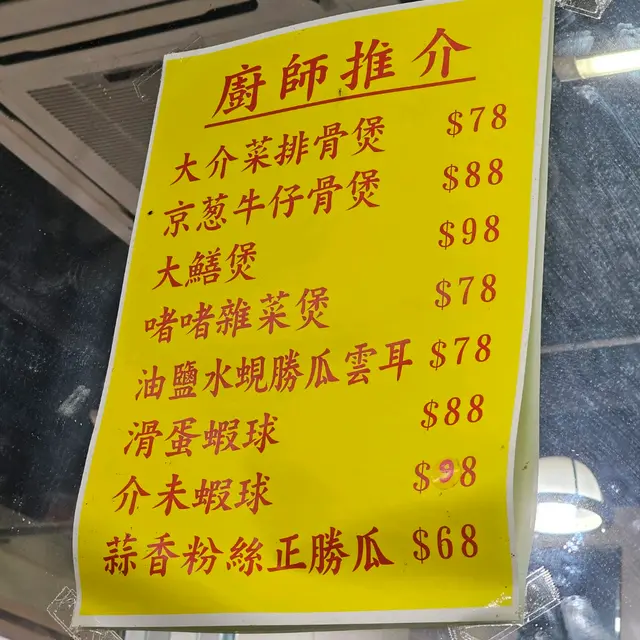 廚師推介
大介菜排骨煲 $78
京葱牛仔骨煲 $88
大鱔煲 $98
啫啫雜菜煲 $78
油鹽水蜆勝瓜雲耳 $78
滑蛋蝦球 $88
介未蝦球 $98
蒜香粉絲正勝瓜 $68